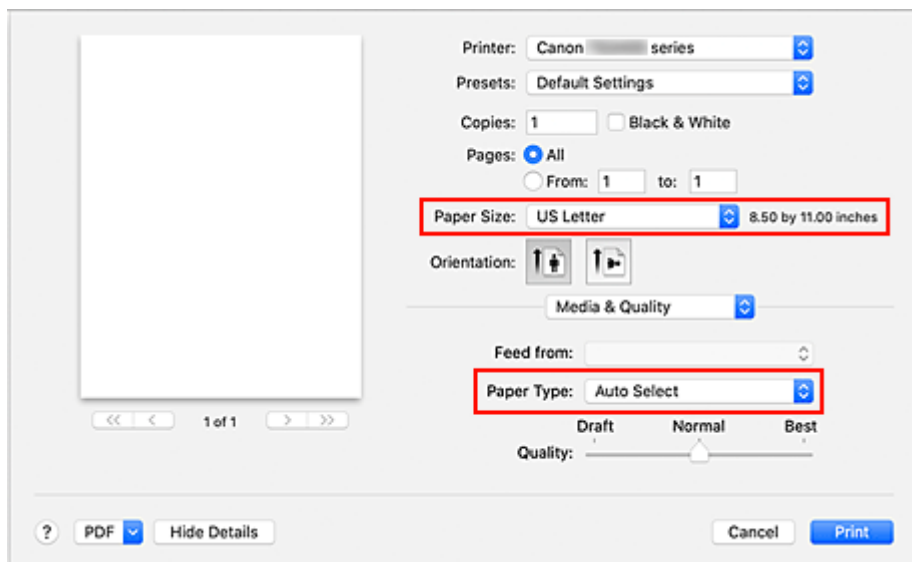 Printer: Canon series
Presets: Default Settings
Copies: 1 Black & White
Pages: All
From: 1 to: 1
Paper Size: US Letter 8.50 by 11.00 inches
Orientation:
Media & Quality
Feed from:
Paper Type: Auto Select
<< < 1 of 1 > >>
Draft Normal Best
Quality:
? PDF Hide Details Cancel Print